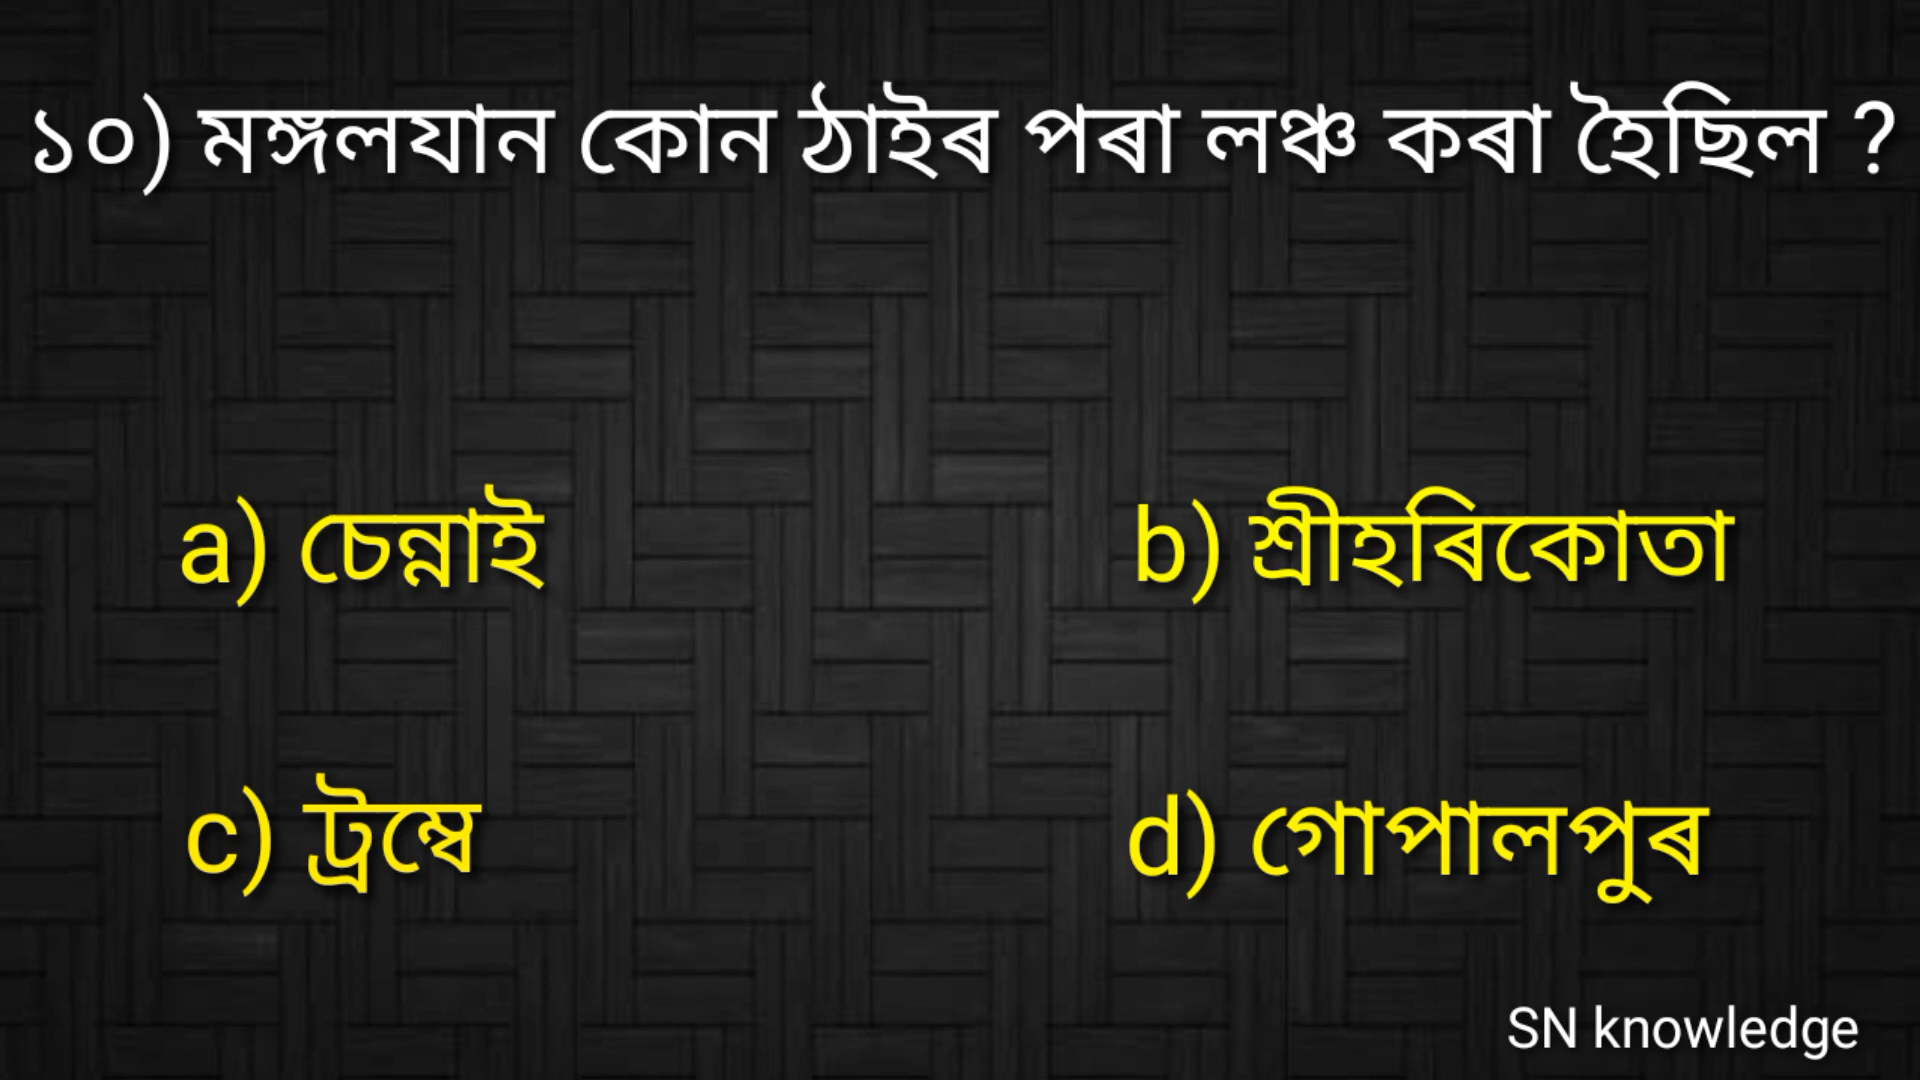 ১০) মঙ্গলযান কোন ঠাইৰ পৰা লঞ্চ কৰা হৈছিল ?
a) চেন্নাই
b) শ্ৰীহৰিকোতা
c) ট্ৰম্বে
d) গোপালপুৰ
SN knowledge